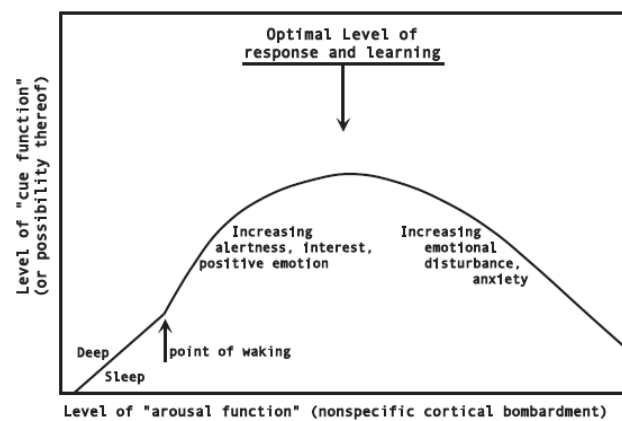 Optimal Level of
response and learning
Level of "cue function"
(or possibility thereof)
Increasing
alertness, interest,
positive emotion
Increasing
emotional
disturbance,
anxiety
Deep
Sleep
point of waking
Level of "arousal function" (nonspecific cortical bombardment)